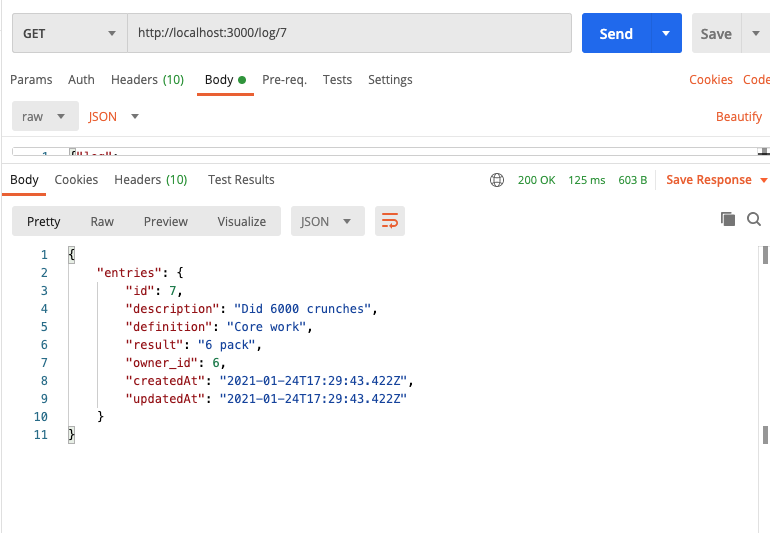 GET http://localhost:3000/log/7 Send Save
Params Auth Headers (10) Body Pre-req. Tests Settings Cookies Code
raw JSON Beautify
1 {"log":
Body Cookies Headers (10) Test Results 200 OK 125 ms 603 B Save Response
Pretty Raw Preview Visualize JSON
1 {
2 "entries": {
3 "id": 7,
4 "description": "Did 6000 crunches",
5 "definition": "Core work",
6 "result": "6 pack",
7 "owner_id": 6,
8 "createdAt": "2021-01-24T17:29:43.422Z",
9 "updatedAt": "2021-01-24T17:29:43.422Z"
10 }
11 }